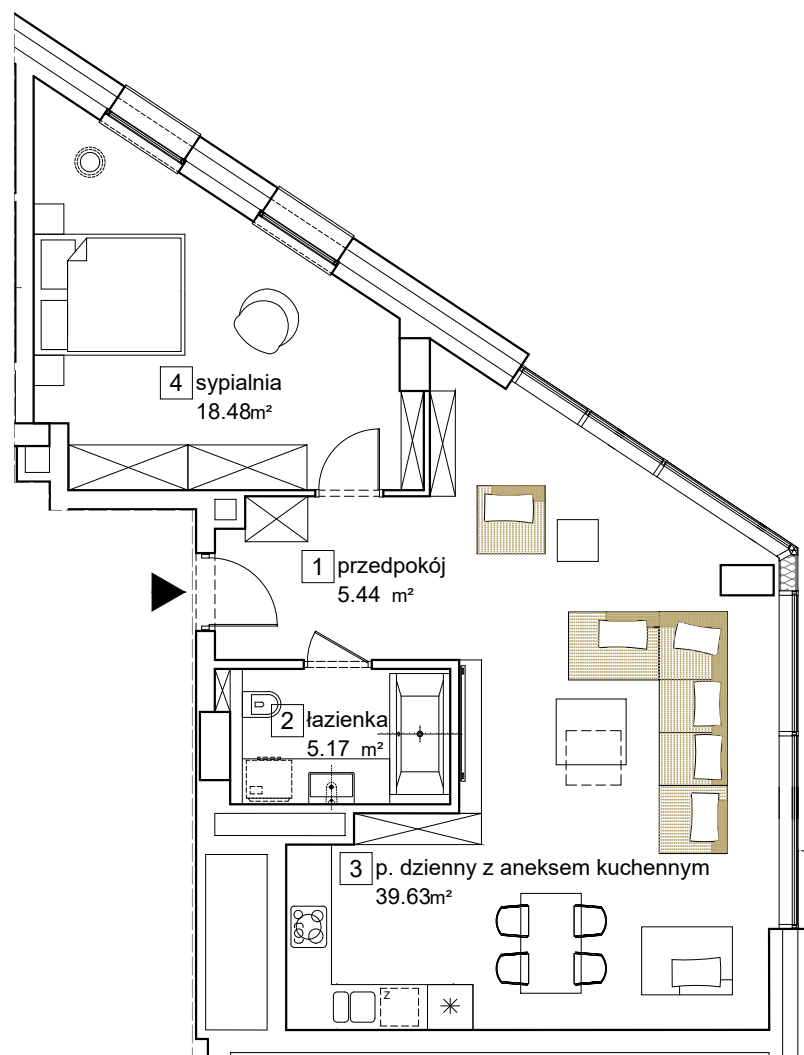 4 sypialnia
18.48m²
1 przedpokój
5.44 m²
2 łazienka
5.17 m²
3 p. dzienny z aneksem kuchennym
39.63m²
z